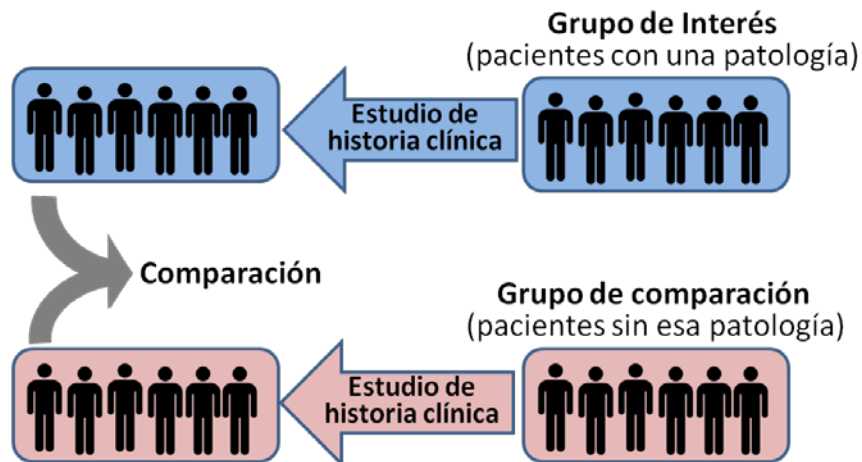 Grupo de Interés
(pacientes con una patología)
Estudio de
historia clínica
Comparación
Grupo de comparación
(pacientes sin esa patología)
Estudio de
historia clínica